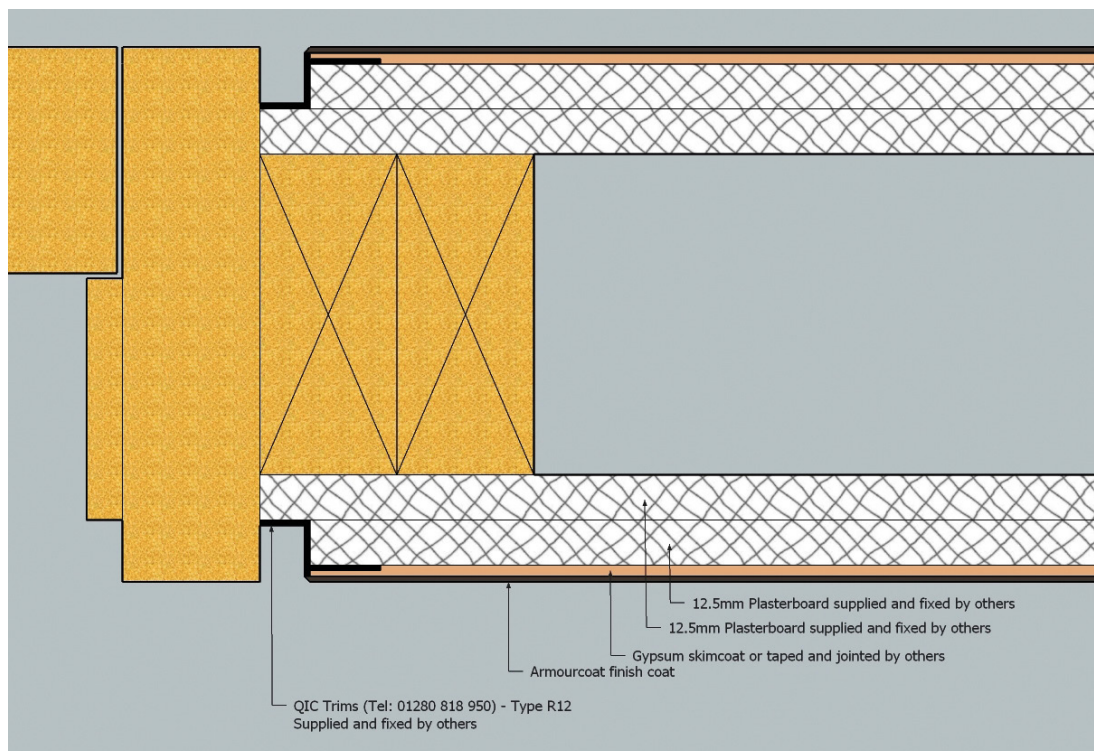 12.5mm Plasterboard supplied and fixed by others
12.5mm Plasterboard supplied and fixed by others
Gypsum skimcoat or taped and jointed by others
Armourcoat finish coat
QIC Trims (Tel: 01280 818 950) - Type R12
Supplied and fixed by others